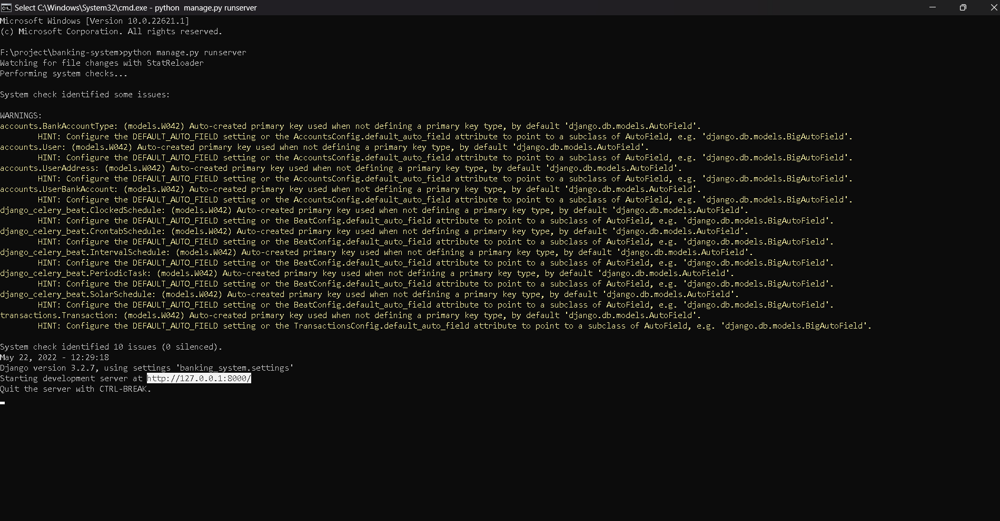 Select C:\Windows\System32\cmd.exe - python  manage.py runserver
Microsoft Windows [Version 10.0.22621.1]
(c) Microsoft Corporation. All rights reserved.
F:\project\banking-system>python manage.py runserver
Watching for file changes with StatReloader
Performing system checks...
System check identified some issues:
WARNINGS:
accounts.BankAccountType: (models.W042) Auto-created primary key used when not defining a primary key type, by default 'django.db.models.AutoField'.
HINT: Configure the DEFAULT_AUTO_FIELD setting or the AccountsConfig.default_auto_field attribute to point to a subclass of AutoField, e.g. 'django.db.models.BigAutoField'.
accounts.User: (models.W042) Auto-created primary key used when not defining a primary key type, by default 'django.db.models.AutoField'.
HINT: Configure the DEFAULT_AUTO_FIELD setting or the AccountsConfig.default_auto_field attribute to point to a subclass of AutoField, e.g. 'django.db.models.BigAutoField'.
accounts.UserAddress: (models.W042) Auto-created primary key used when not defining a primary key type, by default 'django.db.models.AutoField'.
HINT: Configure the DEFAULT_AUTO_FIELD setting or the AccountsConfig.default_auto_field attribute to point to a subclass of AutoField, e.g. 'django.db.models.BigAutoField'.
accounts.UserBankAccount: (models.W042) Auto-created primary key used when not defining a primary key type, by default 'django.db.models.AutoField'.
HINT: Configure the DEFAULT_AUTO_FIELD setting or the AccountsConfig.default_auto_field attribute to point to a subclass of AutoField, e.g. 'django.db.models.BigAutoField'.
django_celery_beat.ClockedSchedule: (models.W042) Auto-created primary key used when not defining a primary key type, by default 'django.db.models.AutoField'.
HINT: Configure the DEFAULT_AUTO_FIELD setting or the BeatConfig.default_auto_field attribute to point to a subclass of AutoField, e.g. 'django.db.models.BigAutoField'.
django_celery_beat.CrontabSchedule: (models.W042) Auto-created primary key used when not defining a primary key type, by default 'django.db.models.AutoField'.
HINT: Configure the DEFAULT_AUTO_FIELD setting or the BeatConfig.default_auto_field attribute to point to a subclass of AutoField, e.g. 'django.db.models.BigAutoField'.
django_celery_beat.IntervalSchedule: (models.W042) Auto-created primary key used when not defining a primary key type, by default 'django.db.models.AutoField'.
HINT: Configure the DEFAULT_AUTO_FIELD setting or the BeatConfig.default_auto_field attribute to point to a subclass of AutoField, e.g. 'django.db.models.BigAutoField'.
django_celery_beat.PeriodicTask: (models.W042) Auto-created primary key used when not defining a primary key type, by default 'django.db.models.AutoField'.
HINT: Configure the DEFAULT_AUTO_FIELD setting or the BeatConfig.default_auto_field attribute to point to a subclass of AutoField, e.g. 'django.db.models.BigAutoField'.
django_celery_beat.SolarSchedule: (models.W042) Auto-created primary key used when not defining a primary key type, by default 'django.db.models.AutoField'.
HINT: Configure the DEFAULT_AUTO_FIELD setting or the BeatConfig.default_auto_field attribute to point to a subclass of AutoField, e.g. 'django.db.models.BigAutoField'.
transactions.Transaction: (models.W042) Auto-created primary key used when not defining a primary key type, by default 'django.db.models.AutoField'.
HINT: Configure the DEFAULT_AUTO_FIELD setting or the TransactionsConfig.default_auto_field attribute to point to a subclass of AutoField, e.g. 'django.db.models.BigAutoField'.
System check identified 10 issues (0 silenced).
May 22, 2022 - 12:29:18
Django version 3.2.7, using settings 'banking_system.settings'
Starting development server at http://127.0.0.1:8000/
Quit the server with CTRL-BREAK.